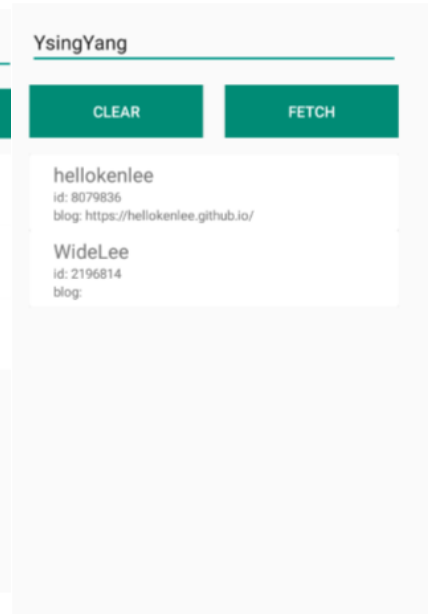 YsingYang
CLEAR
FETCH
hellokenlee
id: 8079836
blog: https://hellokenlee.github.io/
WideLee
id: 2196814
blog: